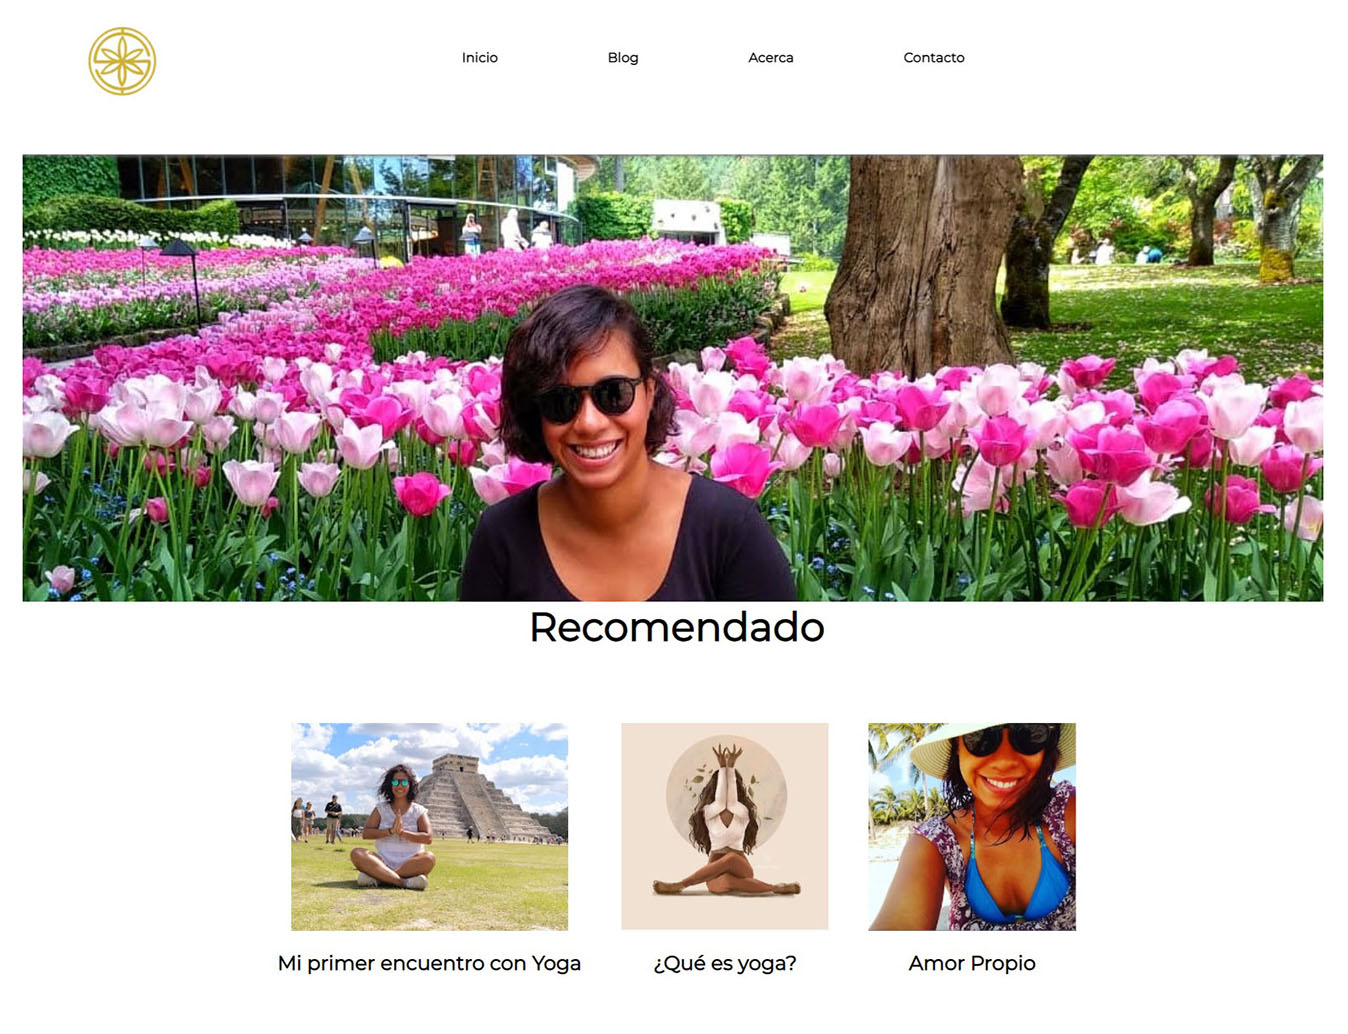 Inicio Blog Acerca Contacto
Recomendado
Mi primer encuentro con Yoga
¿Qué es yoga?
Amor Propio